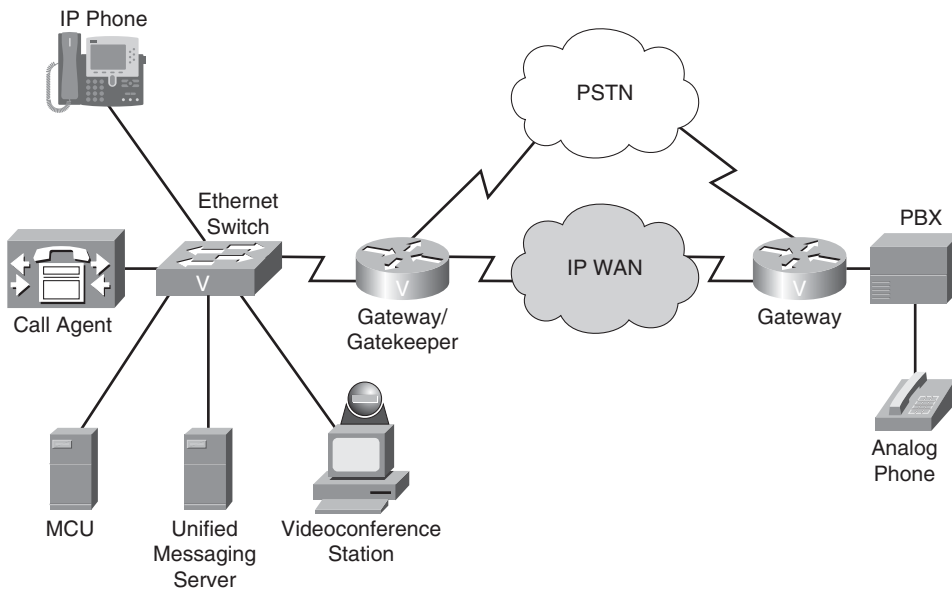 IP Phone
PSTN
Ethernet
Switch
PBX
IP WAN
V
V
V
Call Agent
Gateway/
Gatekeeper
Gateway
Analog
Phone
MCU
Unified
Messaging
Server
Videoconference
Station